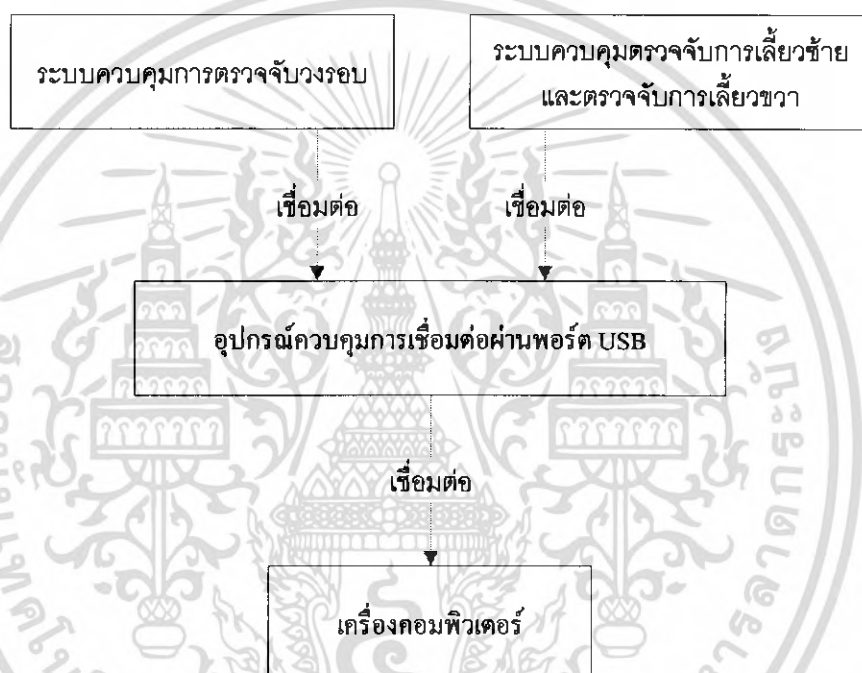 ระบบควบคุมการตรวจจับวงรอบ
ระบบควบคุมตรวจจับการเลี้ยวซ้าย
และตรวจจับการเลี้ยวขวา
เชื่อมต่อ
เชื่อมต่อ
อุปกรณ์ควบคุมการเชื่อมต่อผ่านพอร์ต USB
เชื่อมต่อ
เครื่องคอมพิวเตอร์